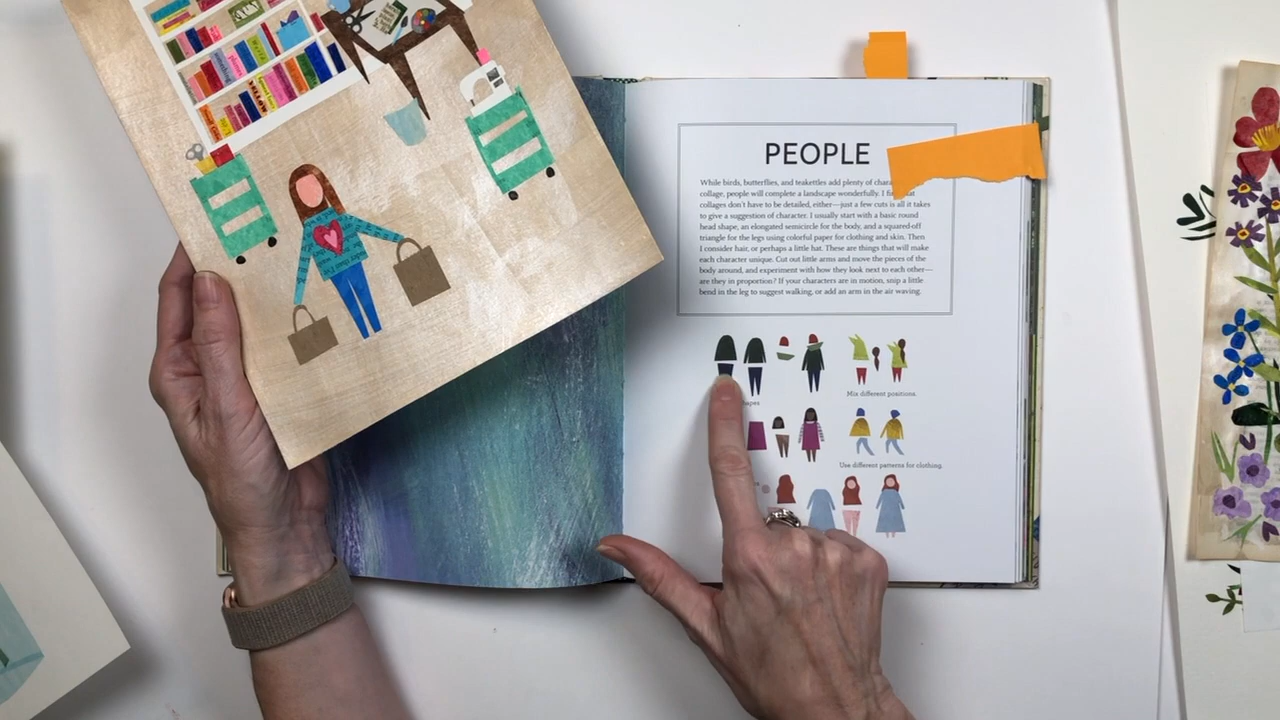 PEOPLE
While birds, butterflies, and teakettles add plenty of
collage, people will complete a landscape wonderfully. I
collages don't have to be detailed, either—just a few cuts is all it takes
to give a suggestion of character. I usually start with a basic round
head shape, an elongated semicircle for the body, and a squared-off
triangle for the legs using colorful paper for clothing and skin. Then
I consider hair, or perhaps a little hat. These are things that will make
each character unique. Cut out little arms and move the pieces of the
body around, and experiment with how they look next to each other—
are they in proportion? If your characters are in motion, snip a little
bend in the leg to suggest walking, or add an arm in the air waving.
Mix different positions.
Use different patterns for clothing.